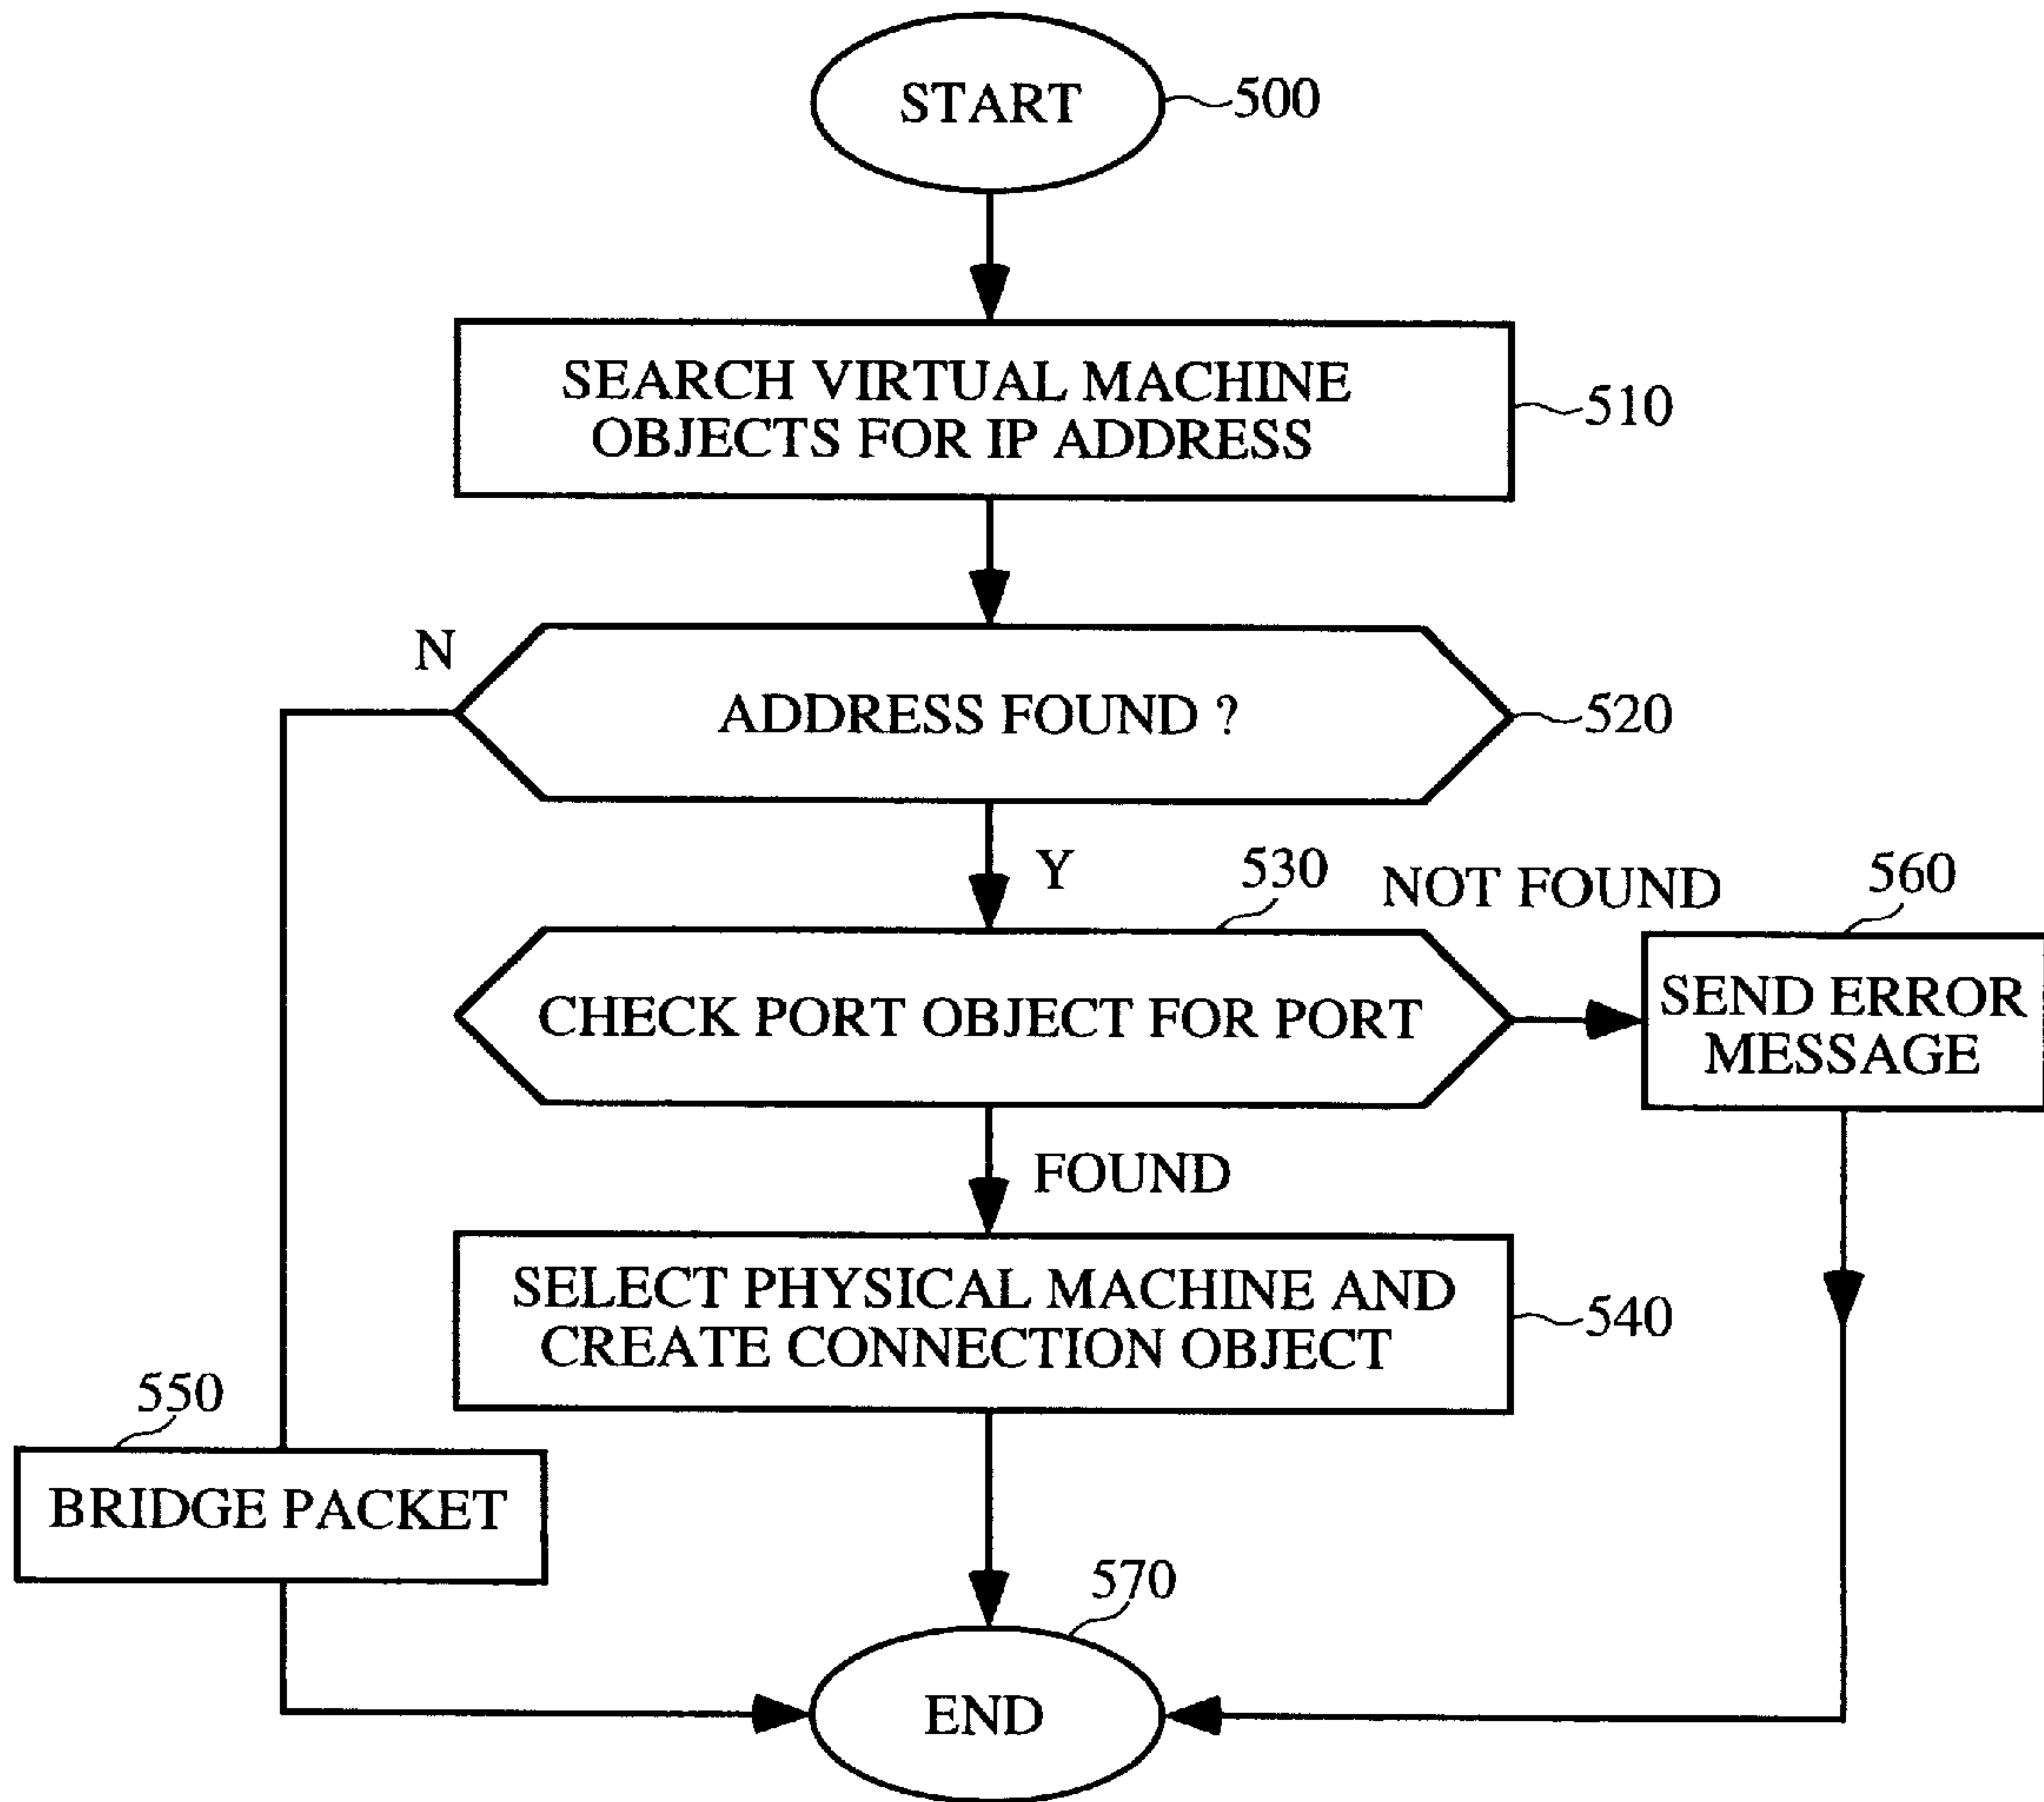 START
500
SEARCH VIRTUAL MACHINE
OBJECTS FOR IP ADDRESS
510
N
ADDRESS FOUND ?
520
Y
530
NOT FOUND
560
CHECK PORT OBJECT FOR PORT
SEND ERROR
MESSAGE
FOUND
SELECT PHYSICAL MACHINE AND
CREATE CONNECTION OBJECT
540
550
BRIDGE PACKET
570
END